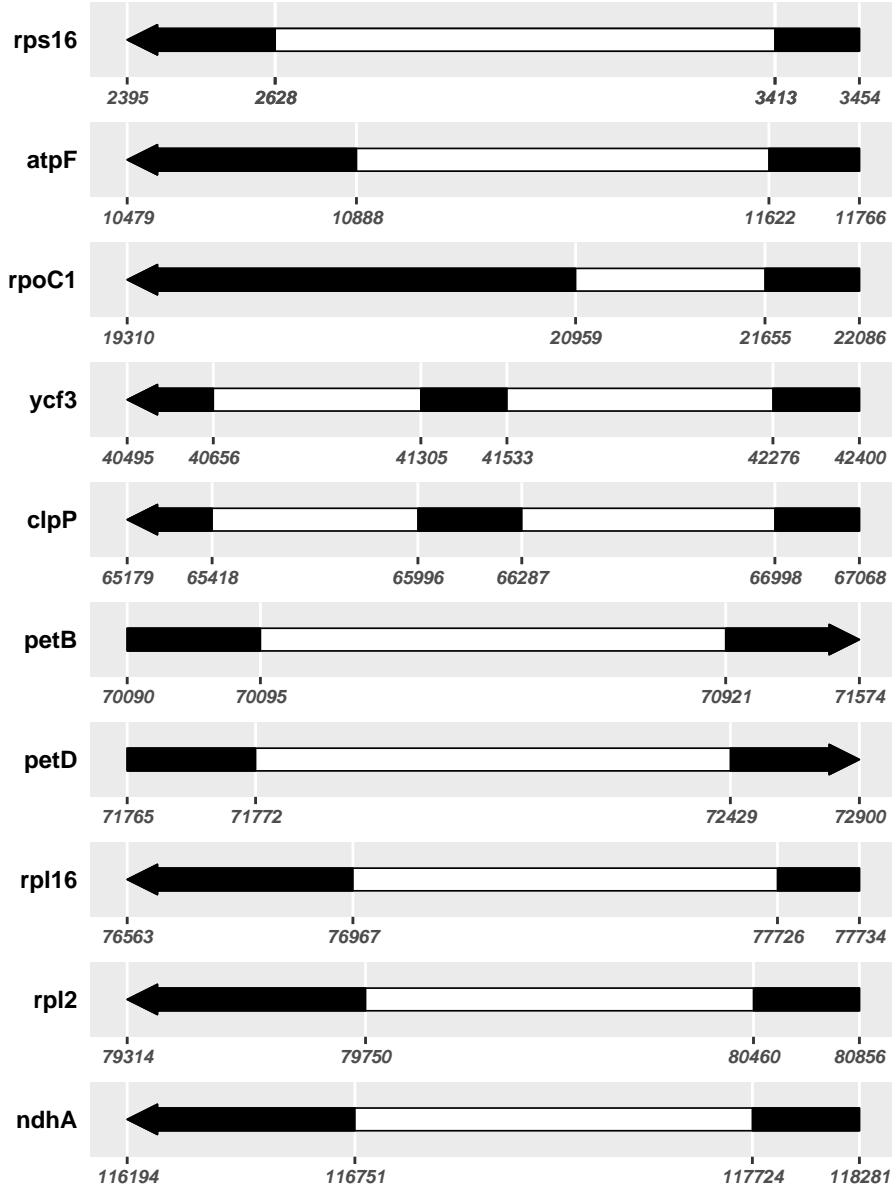 rps16
2395 2628 3413 3454
atpF
10479 10888 11622 11766
rpoC1
19310 20959 21655 22086
ycf3
40495 40656 41305 41533 42276 42400
clpP
65179 65418 65996 66287 66998 67068
petB
70090 70095 70921 71574
petD
71765 71772 72429 72900
rpl16
76563 76967 77726 77734
rpl2
79314 79750 80460 80856
ndhA
116194 116751 117724 118281